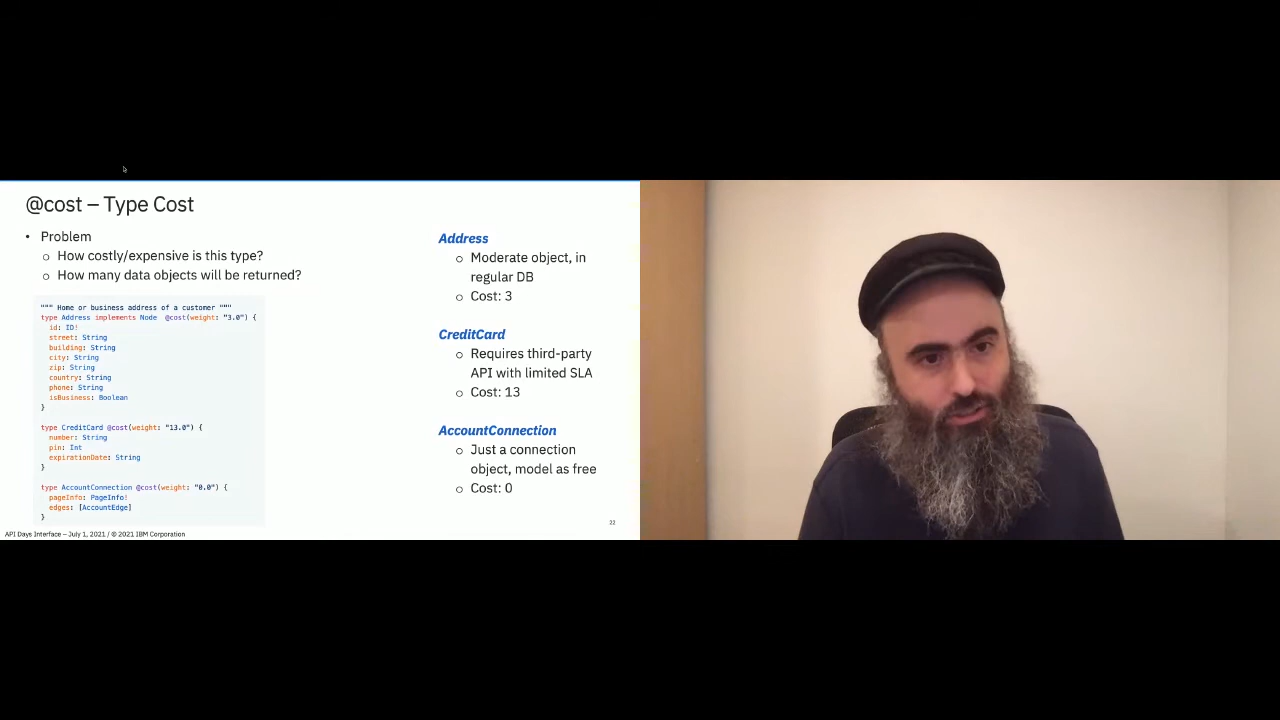 @cost – Type Cost
• Problem
o How costly/expensive is this type?
o How many data objects will be returned?
""" Home or business address of a customer """
type Address implements Node @cost(weight: "3.0") {
id: ID!
street: String
building: String
city: String
zip: String
country: String
phone: String
isBusiness: Boolean
}
type CreditCard @cost(weight: "13.0") {
number: String
pin: Int
expirationDate: String
}
type AccountConnection @cost(weight: "0.0") {
pageInfo: PageInfo!
edges: [AccountEdge]
}
Address
o Moderate object, in
regular DB
o Cost: 3
CreditCard
o Requires third-party
API with limited SLA
o Cost: 13
AccountConnection
o Just a connection
object, model as free
o Cost: 0
22
API Days Interface – July 1, 2021 / © 2021 IBM Corporation